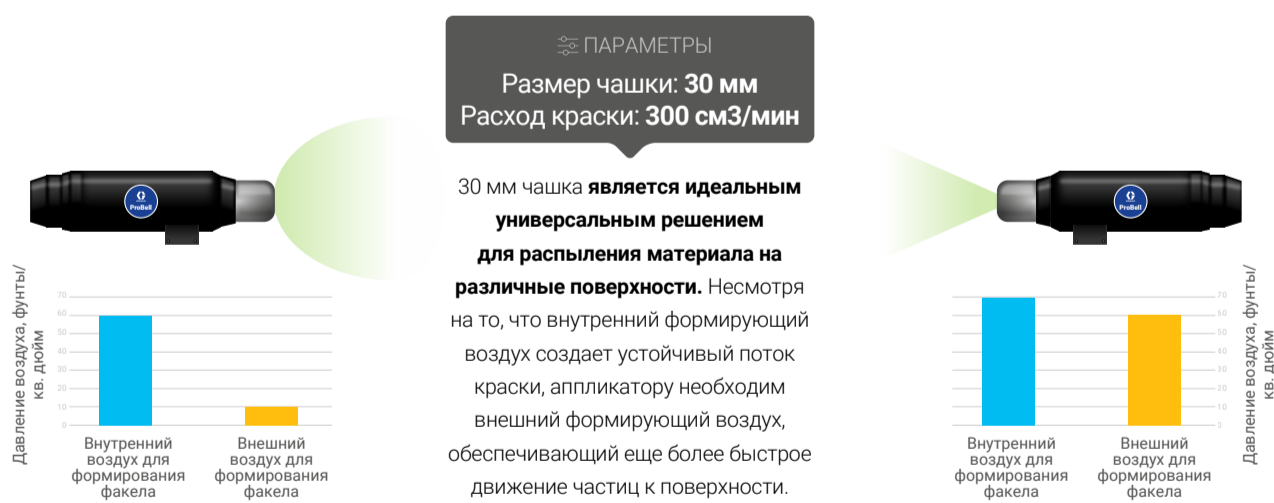 ПАРАМЕТРЫ
Размер чашки: 30 мм
Расход краски: 300 см3/мин
ProBell
ProBell
30 мм чашка является идеальным
универсальным решением
для распыления материала на
различные поверхности. Несмотря
на то, что внутренний формирующий
воздух создает устойчивый поток
краски, аппликатору необходим
внешний формирующий воздух,
обеспечивающий еще более быстрое
движение частиц к поверхности.
Давление воздуха, фунты/
кв. дюйм
70
60
50
40
30
20
10
0
Внутренний
воздух для
формирования
факела
Внешний
воздух для
формирования
факела
70
60
50
40
30
20
10
0
Давление воздуха, фунты/
кв. дюйм
Внутренний
воздух для
формирования
факела
Внешний
воздух для
формирования
факела